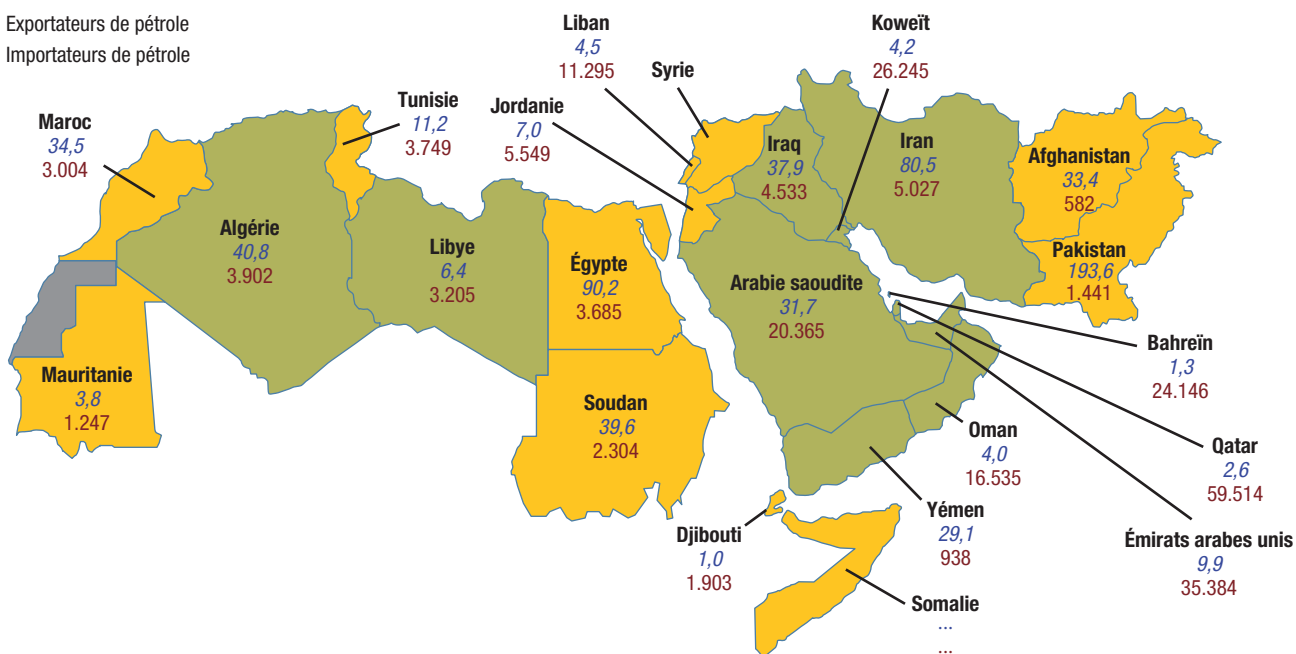 Exportateurs de pétrole
Importateurs de pétrole
Maroc
34,5
3.004
Tunisie
11,2
3.749
Jordanie
7,0
5.549
Liban
4,5
11.295
Syrie
Koweït
4,2
26.245
Iraq
37,9
4.533
Iran
80,5
5.027
Afghanistan
33,4
582
Pakistan
193,6
1.441
Algérie
40,8
3.902
Libye
6,4
3.205
Égypte
90,2
3.685
Arabie saoudite
31,7
20.365
Bahreïn
1,3
24.146
Mauritanie
3,8
1.247
Soudan
39,6
2.304
Oman
4,0
16.535
Qatar
2,6
59.514
Yémen
29,1
938
Émirats arabes unis
9,9
35.384
Djibouti
1,0
1.903
Somalie
...
...